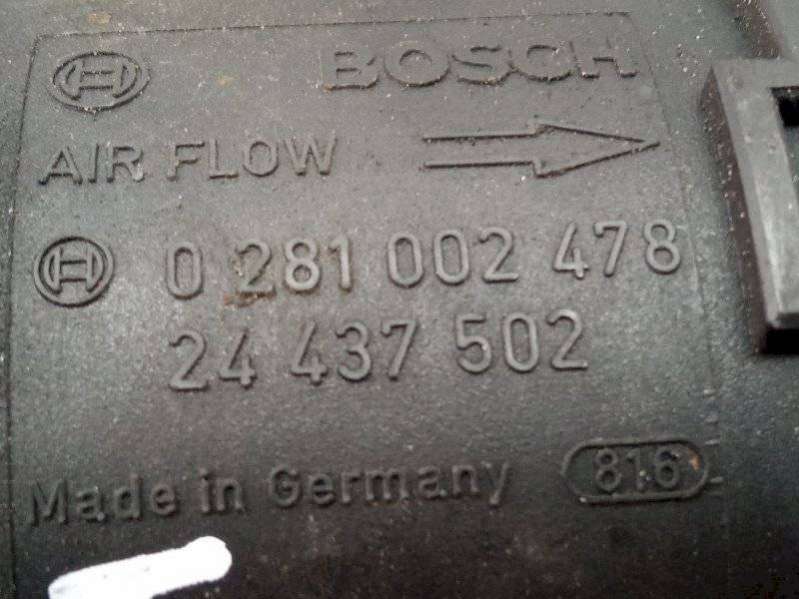 BOSCH
AIR FLOW
0 281 002 478
24 437 502
Made in Germany 816